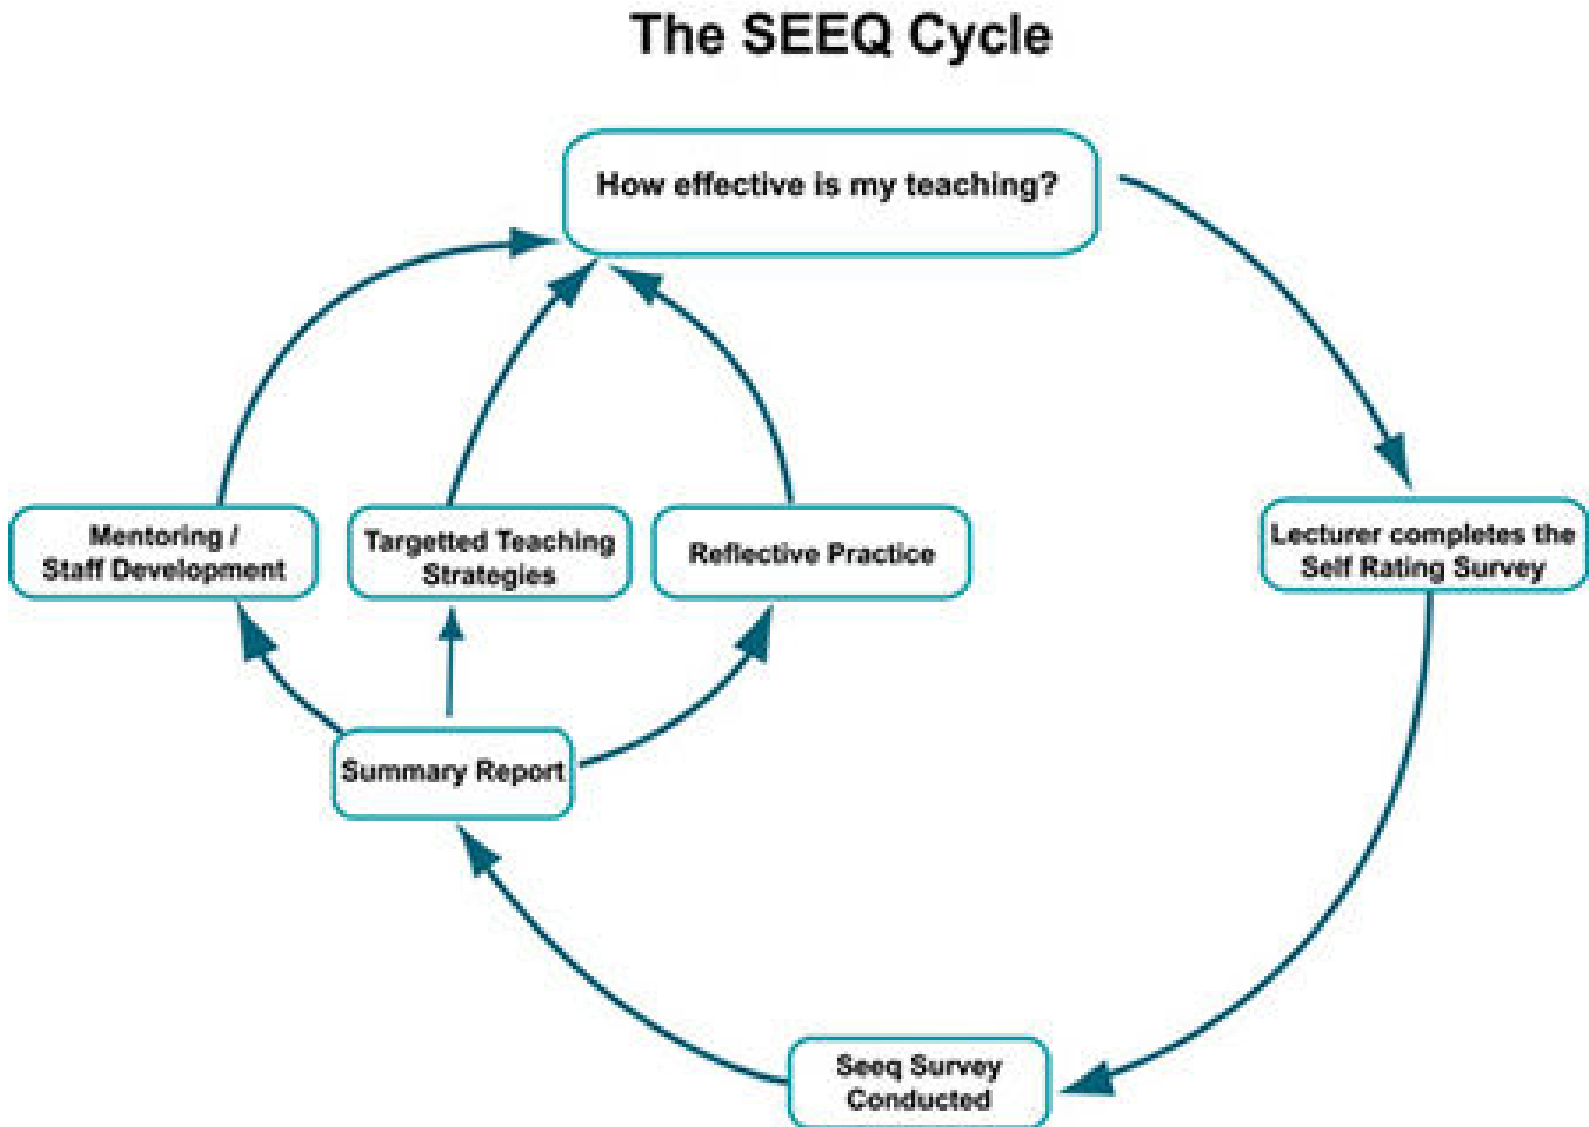 The SEEQ Cycle
How effective is my teaching?
Mentoring /
Staff Development
Targetted Teaching
Strategies
Reflective Practice
Lecturer completes the
Self Rating Survey
Summary Report
Seeq Survey
Conducted